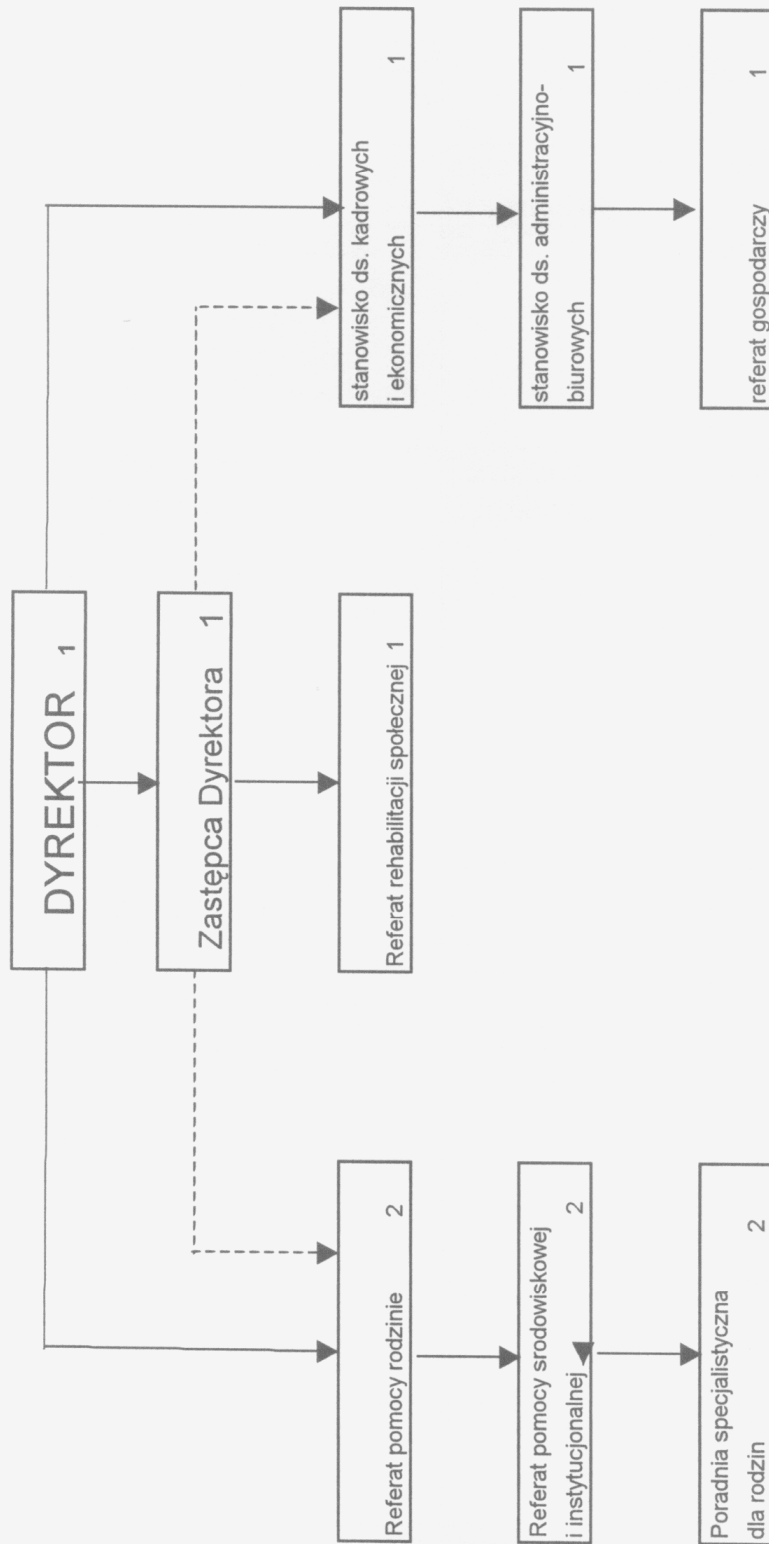 DYREKTOR 1
Zastępca Dyrektora 1
Referat pomocy rodzinie 2
Referat rehabilitacji społecznej 1
stanowisko ds. kadrowych
i ekonomicznych 1
Referat pomocy srodowiskowej
i instytucjonalnej 2
stanowisko ds. administracyjno-
biurowych 1
Poradnia specjalistyczna
dla rodzin 2
referat gospodarczy 1